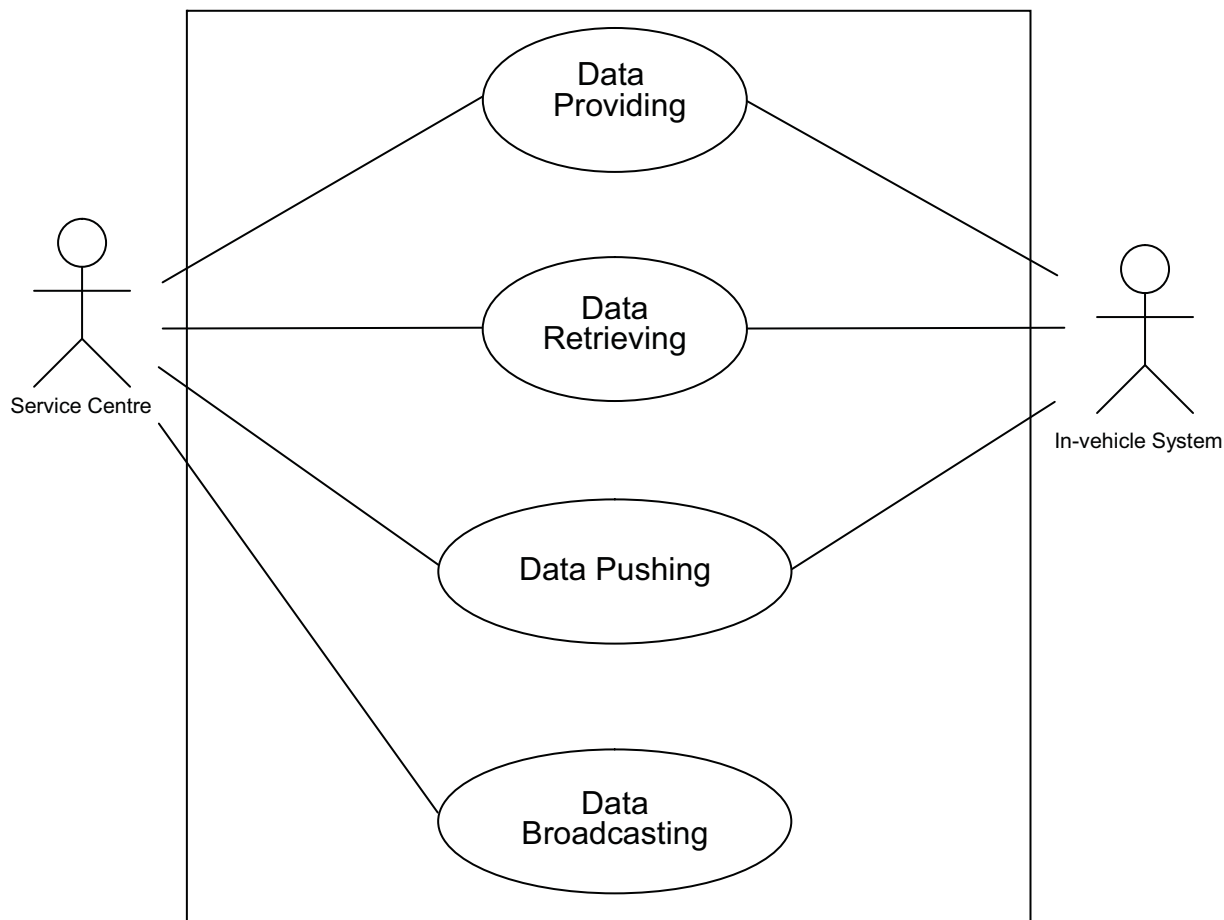 Data
Providing
Data
Retrieving
Service Centre
In-vehicle System
Data Pushing
Data
Broadcasting